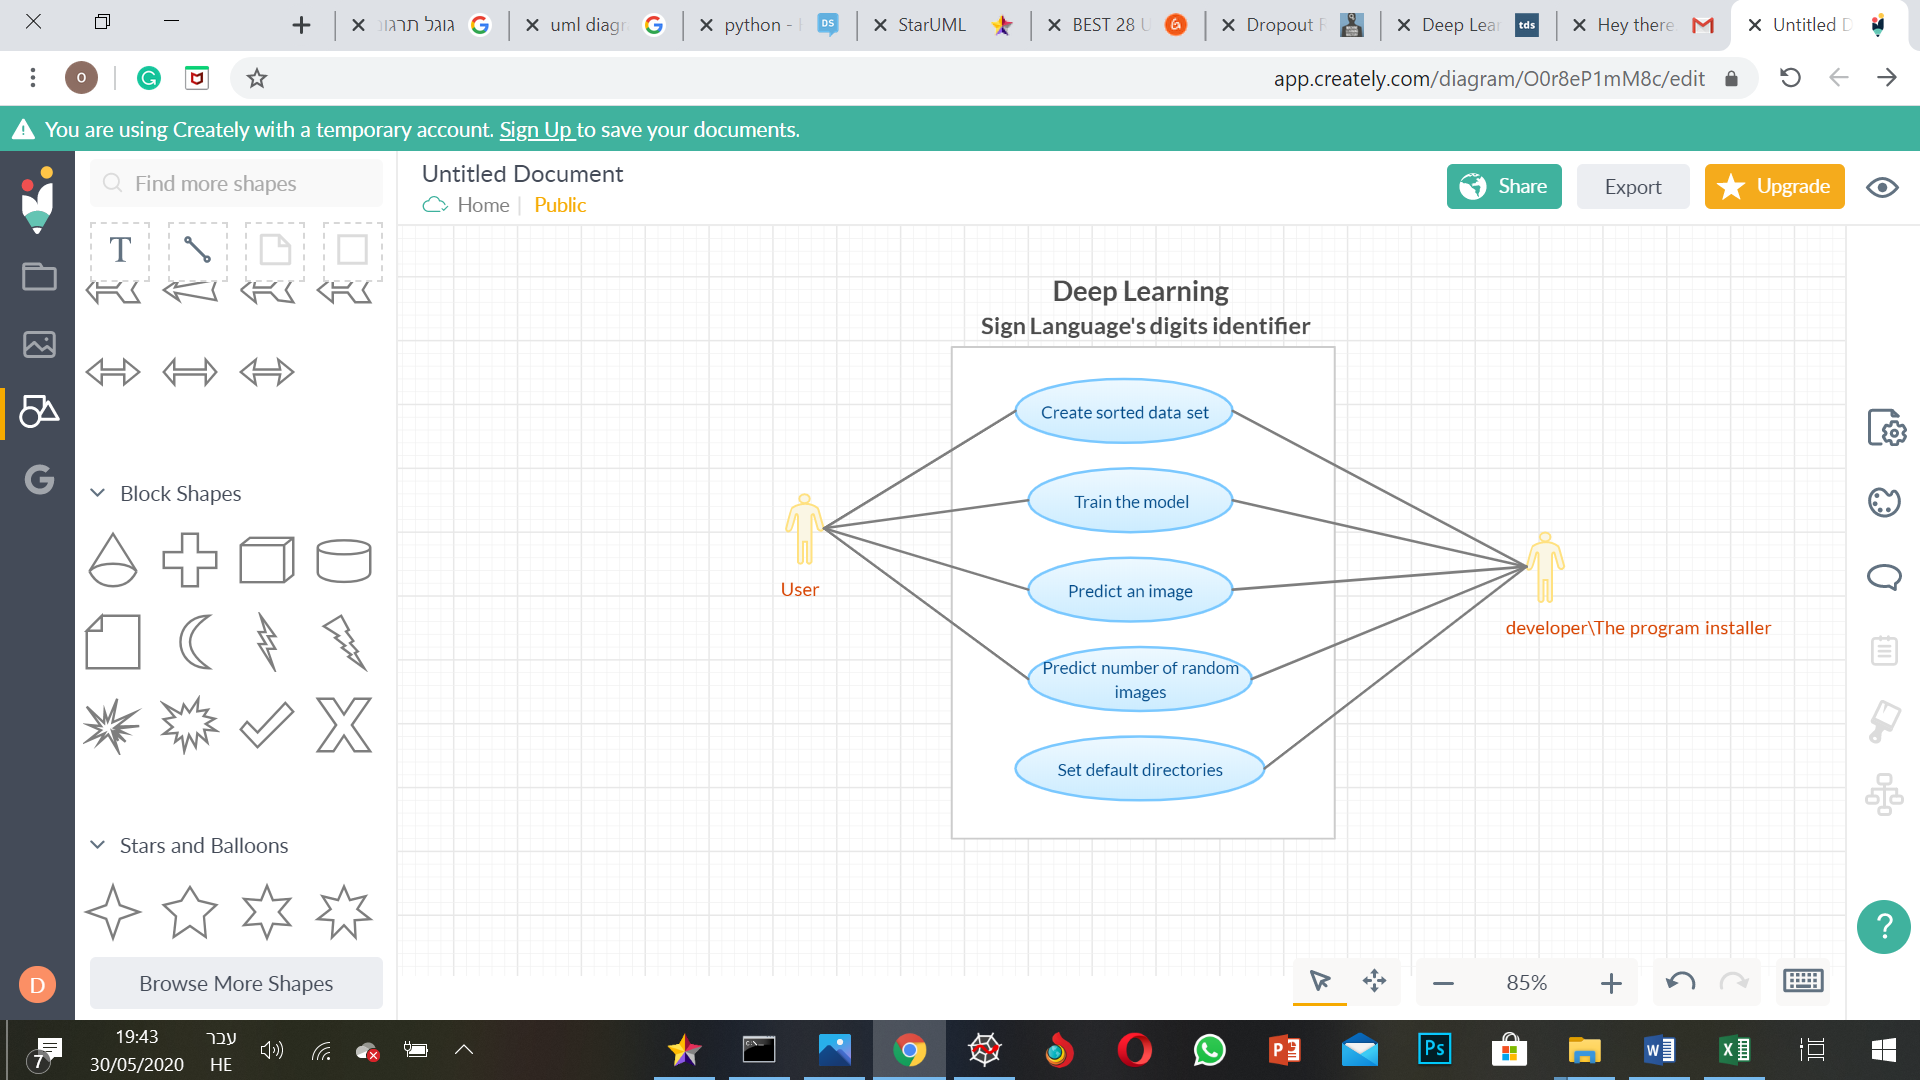 גוגל תרגונ
uml diagr
python -
StarUML
BEST 28 U
Dropout
Deep Lear
Hey there
Untitled D
app.creately.com/diagram/O0r8eP1mM8c/edit
You are using Creately with a temporary account. Sign Up to save your documents.
Find more shapes
Untitled Document
Home | Public
Share
Export
Upgrade
T
Deep Learning
Sign Language's digits identifier
Create sorted data set
Train the model
Predict an image
Predict number of random
images
Set default directories
User
developer\The program installer
Block Shapes
Stars and Balloons
Browse More Shapes
D
85%
?
7
19:43
30/05/2020
עבר
HE